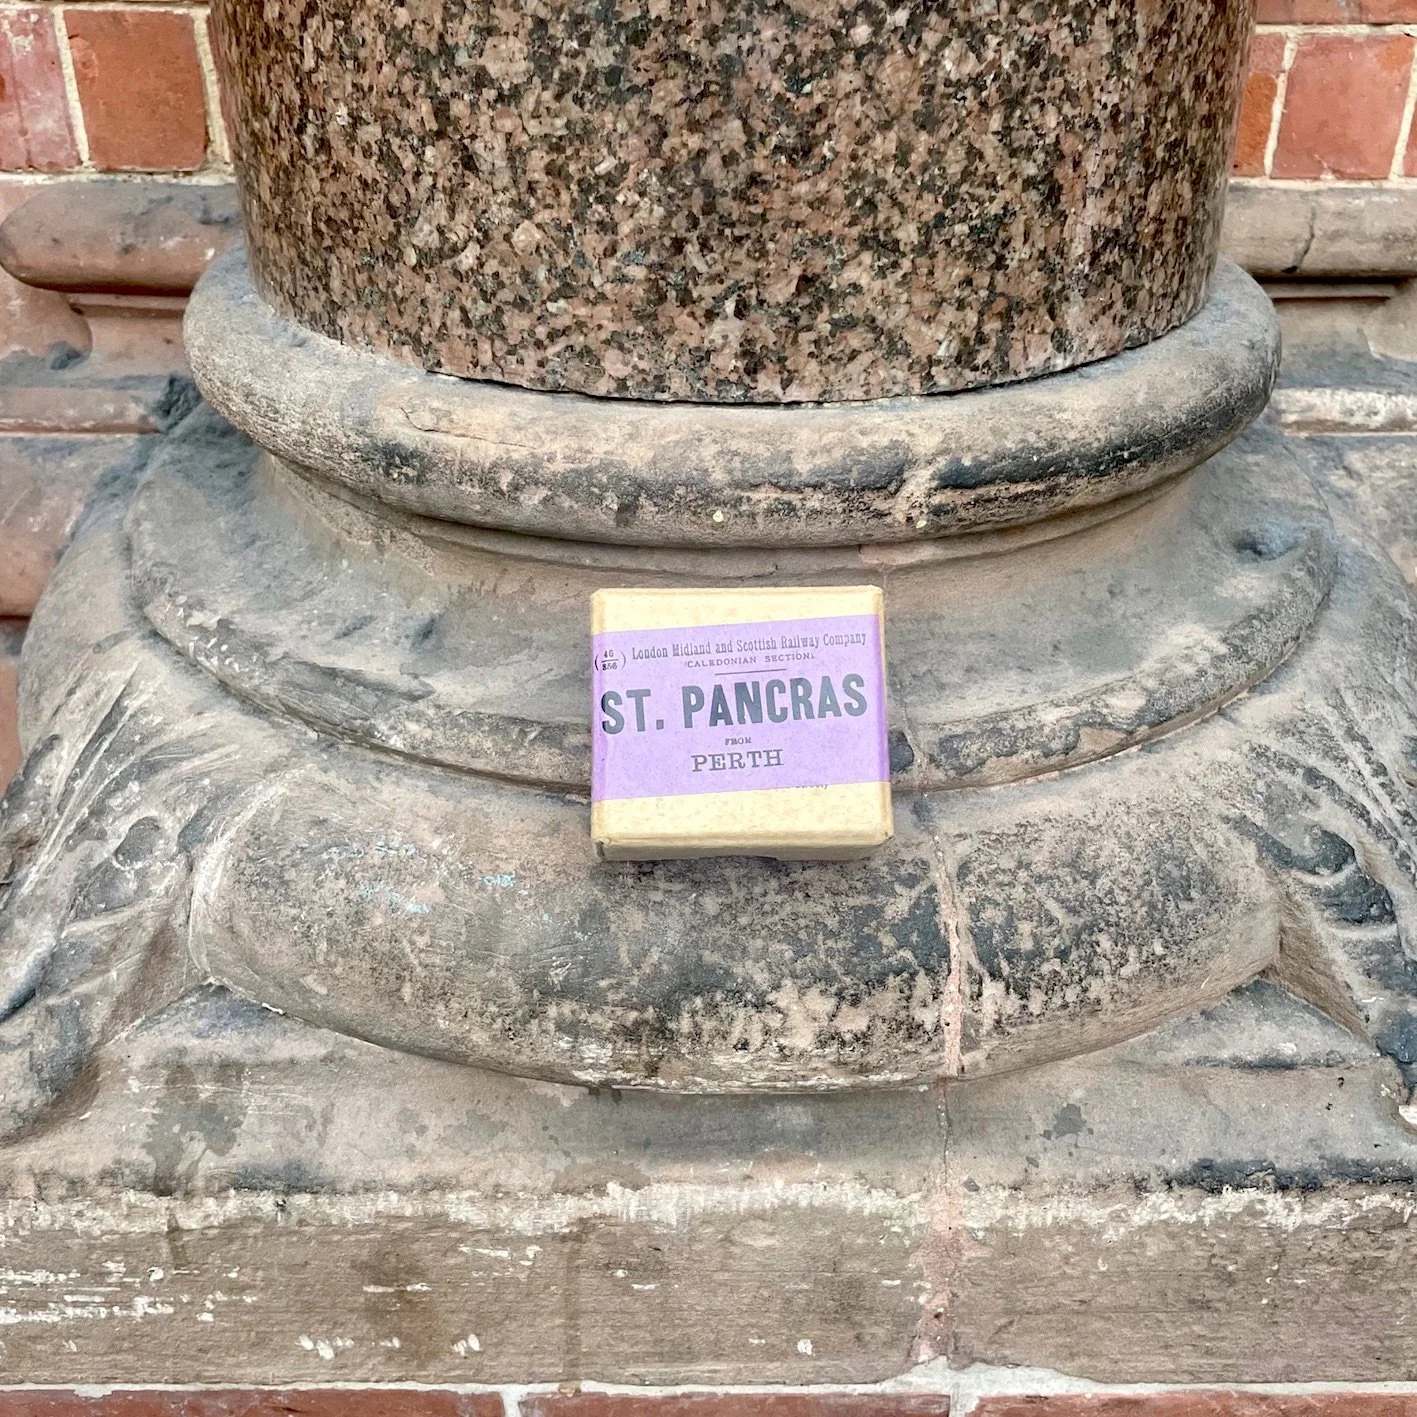 (46/356) London Midland and Scottish Railway Company
(CALEDONIAN SECTION).
ST. PANCRAS
FROM
PERTH